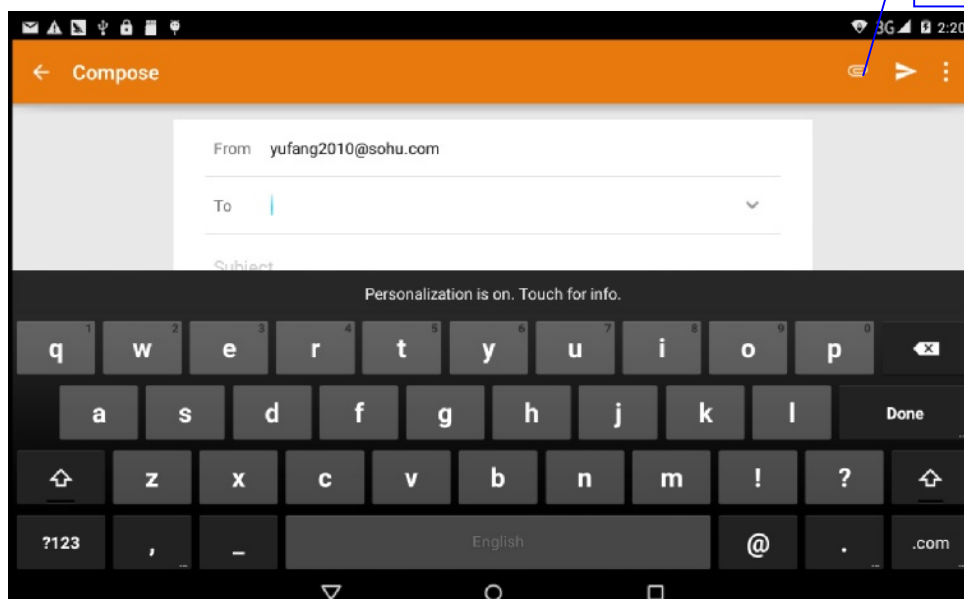 3G 2:20
Compose
From yufang2010@sohu.com
To
Subject
Personalization is on. Touch for info.
1 2 3 4 5 6 7 8 9 0
q w e r t y u i o p
a s d f g h j k l Done
z x c v b n m ! ?
?123 , _ English @ . .com